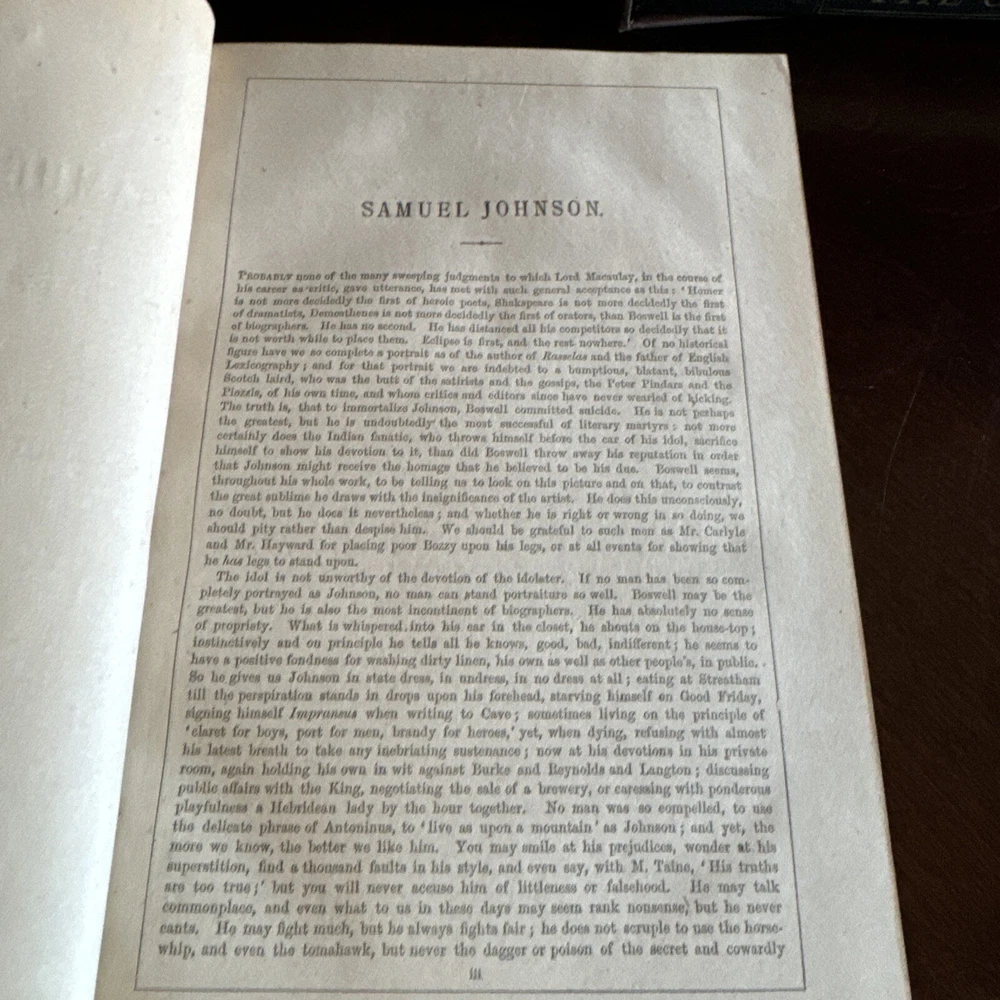 THE
SAMUEL JOHNSON.
PROBABLY none of the many sweeping judgments to which Lord Macaulay, in the course of
his career as critic, gave utterance, has met with such general acceptance as this: ‘Homer
is not more decidedly the first of heroic poets, Shakspeare is not more decidedly the first
of dramatists, Demosthenes is not more decidedly the first of orators, than Boswell is the first
of biographers. He has no second. He has distanced all his competitors so decidedly that it
is not worth while to place them. Eclipse is first, and the rest nowhere.’ Of no historical
figure have we so complete a portrait as of the author of Rasselas and the father of English
Lexicography; and for that portrait we are indebted to a bumptious, blatant, bibulous
Scotch laird, who was the butt of the satirists and the gossips, the Peter Pindars and the
Piozzis, of his own time, and whom critics and editors since have never wearied of kicking.
The truth is, that to immortalize Johnson, Boswell committed suicide. He is not perhaps
the greatest, but he is undoubtedly the most successful of literary martyrs: not more
certainly does the Indian fanatic, who throws himself before the car of his idol, sacrifice
himself to show his devotion to it, than did Boswell throw away his reputation in order
that Johnson might receive the homage that he believed to be his due. Boswell seems,
throughout his whole work, to be telling us to look on this picture and on that, to contrast
the great sublime he draws with the insignificance of the artist. He does this unconsciously,
no doubt, but he does it nevertheless; and whether he is right or wrong in so doing, we
should pity rather than despise him. We should be grateful to such men as Mr. Carlyle
and Mr. Hayward for placing poor Bozzy upon his legs, or at all events for showing that
he has legs to stand upon.
The idol is not unworthy of the devotion of the idolater. If no man has been so com-
pletely portrayed as Johnson, no man can stand portraiture so well. Boswell may be the
greatest, but he is also the most incontinent of biographers. He has absolutely no sense
of propriety. What is whispered into his ear in the closet, he shouts on the house-top;
instinctively and on principle he tells all he knows, good, bad, indifferent; he seems to
have a positive fondness for washing dirty linen, his own as well as other people’s, in public.
So he gives us Johnson in state dress, in undress, in no dress at all; eating at Streatham
till the perspiration stands in drops upon his forehead, starving himself on Good Friday,
signing himself Impransus when writing to Cave; sometimes living on the principle of
‘claret for boys, port for men, brandy for heroes,’ yet, when dying, refusing with almost
his latest breath to take any inebriating sustenance; now at his devotions in his private
room, again holding his own in wit against Burke and Reynolds and Langton; discussing
public affairs with the King, negotiating the sale of a brewery, or caressing with ponderous
playfulness a Hebridean lady by the hour together. No man was so compelled, to use
the delicate phrase of Antoninus, to ‘live as upon a mountain’ as Johnson; and yet, the
more we know, the better we like him. You may smile at his prejudices, wonder at his
superstition, find a thousand faults in his style, and even say, with M. Taine, ‘His truths
are too true;’ but you will never accuse him of littleness or falsehood. He may talk
commonplace, and even what to us in these days may seem rank nonsense; but he never
cants. He may fight much, but he always fights fair; he does not scruple to use the horse-
whip, and even the tomahawk, but never the dagger or poison of the secret and cowardly
iii